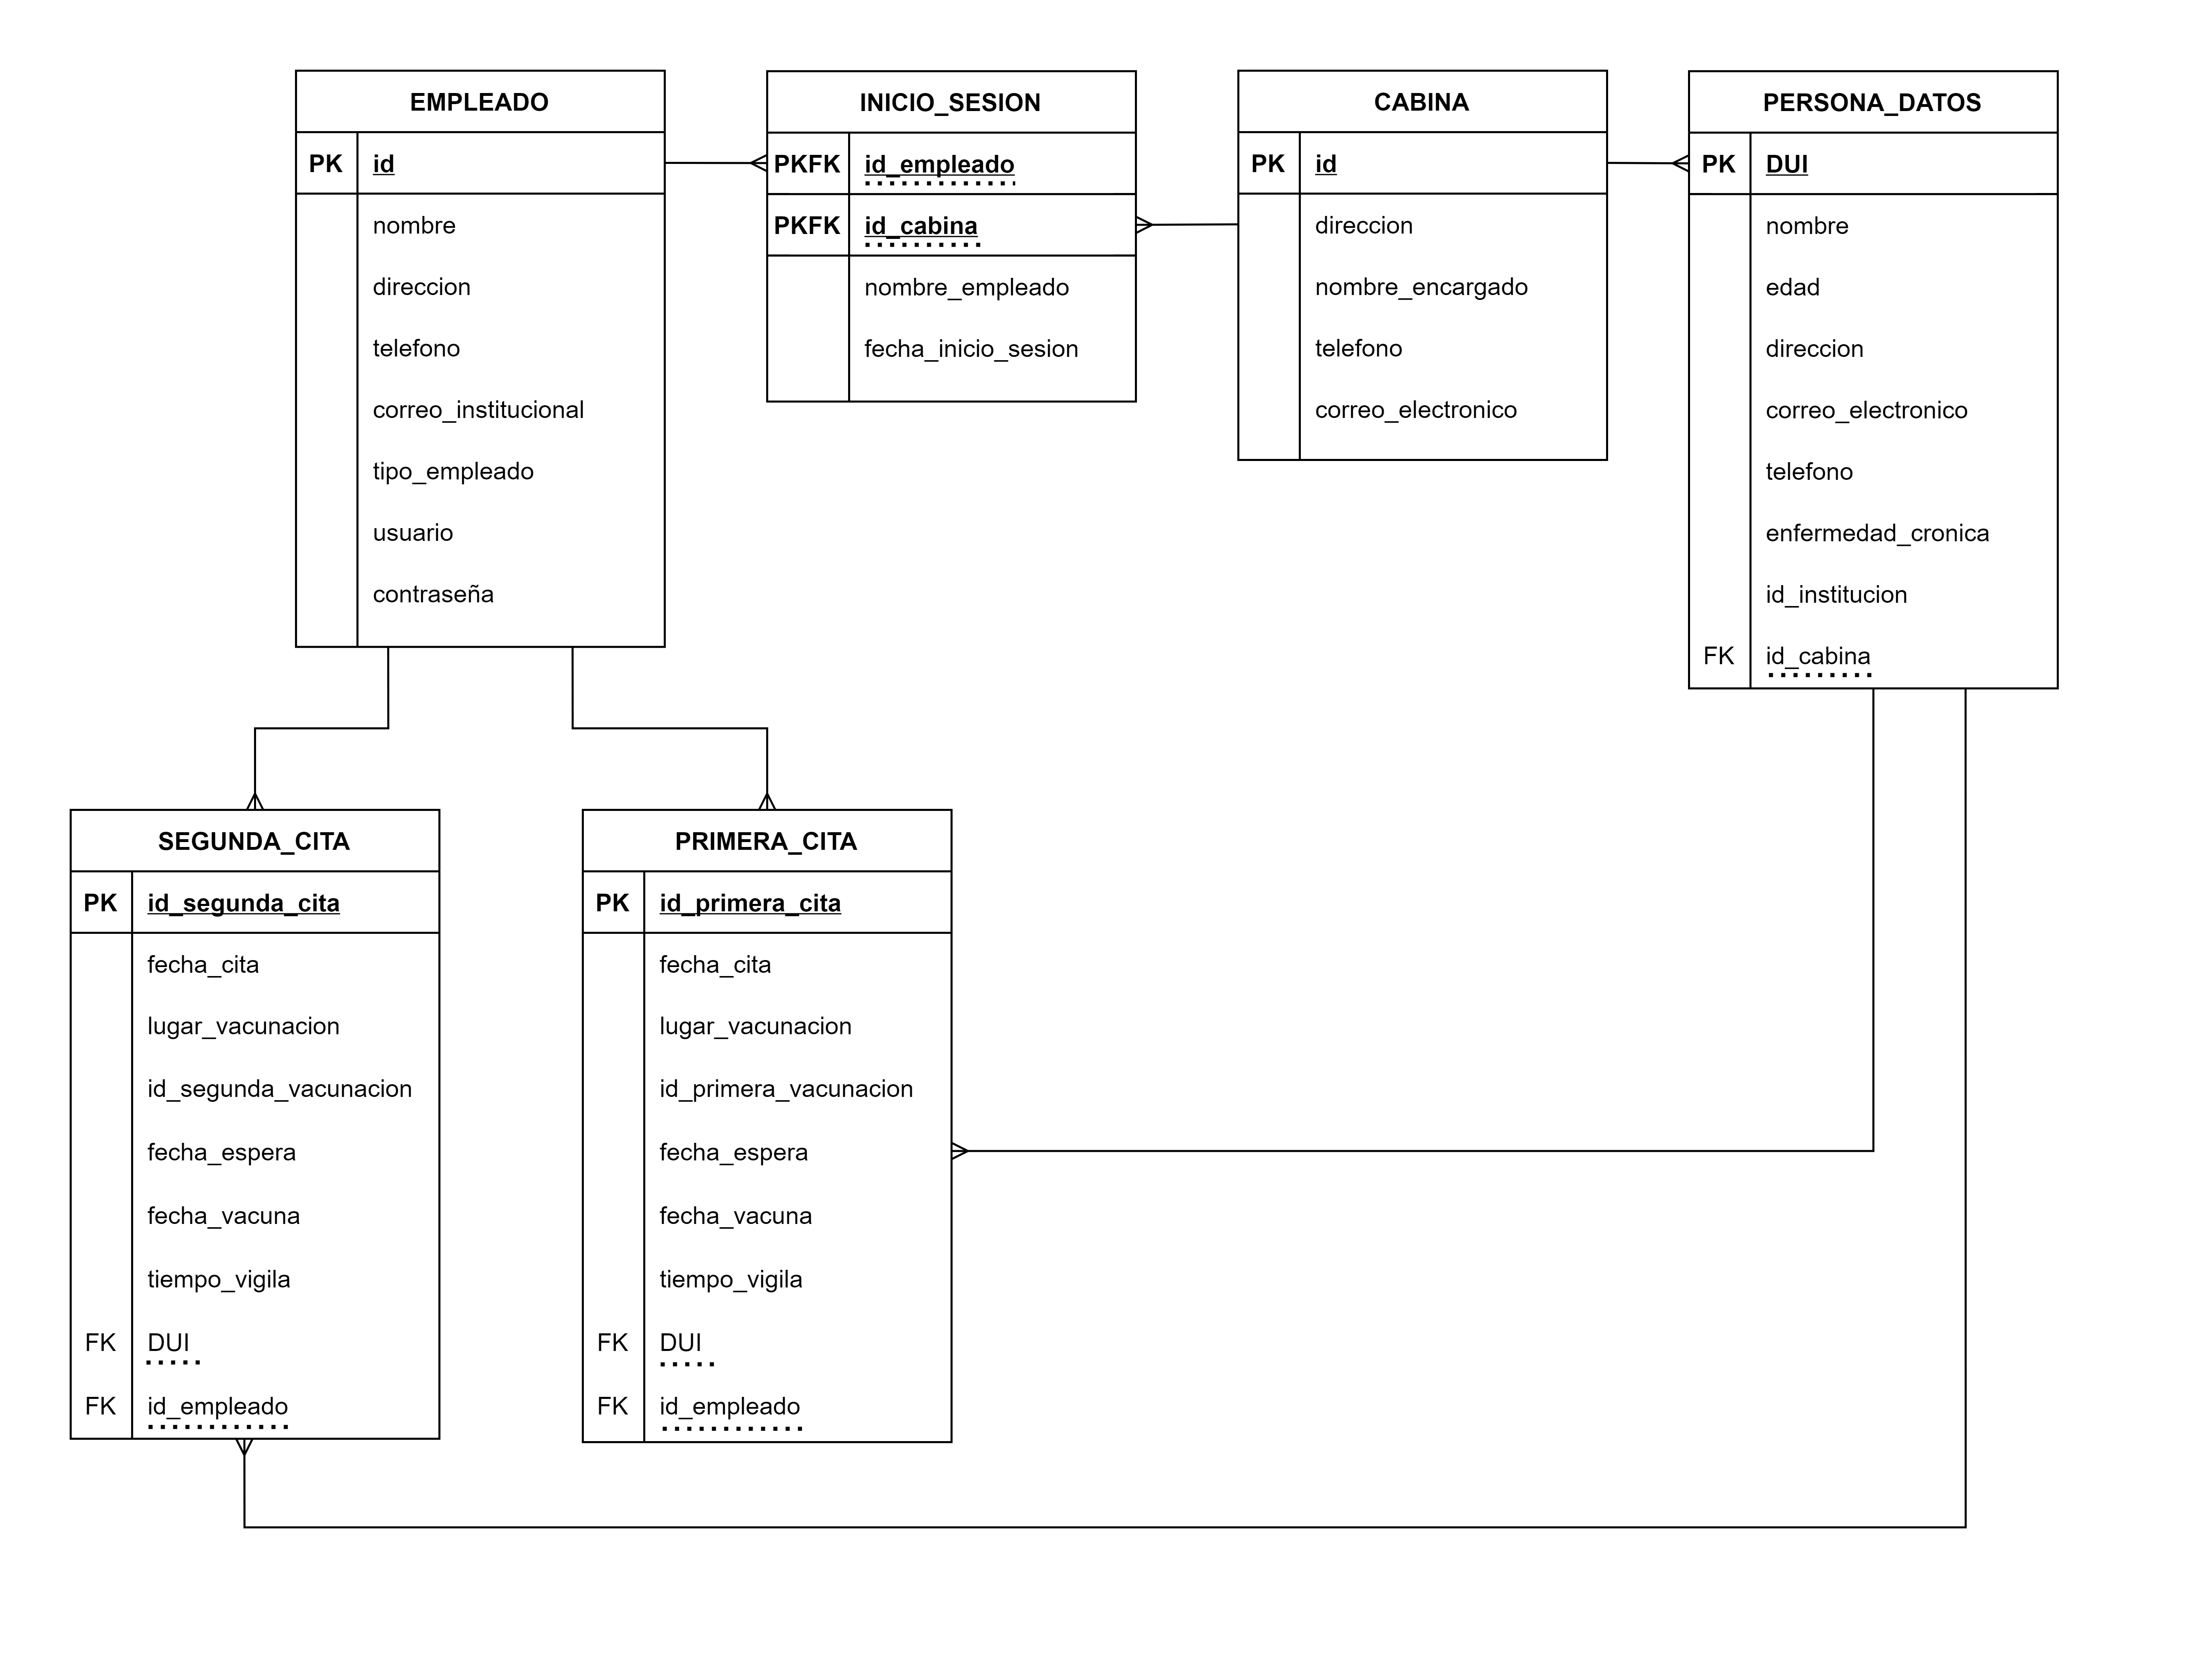 EMPLEADO
PK id
nombre
direccion
telefono
correo_institucional
tipo_empleado
usuario
contraseña
INICIO_SESION
PKFK id_empleado
PKFK id_cabina
nombre_empleado
fecha_inicio_sesion
CABINA
PK id
direccion
nombre_encargado
telefono
correo_electronico
PERSONA_DATOS
PK DUI
nombre
edad
direccion
correo_electronico
telefono
enfermedad_cronica
id_institucion
FK id_cabina
SEGUNDA_CITA
PK id_segunda_cita
fecha_cita
lugar_vacunacion
id_segunda_vacunacion
fecha_espera
fecha_vacuna
tiempo_vigila
FK DUI
FK id_empleado
PRIMERA_CITA
PK id_primera_cita
fecha_cita
lugar_vacunacion
id_primera_vacunacion
fecha_espera
fecha_vacuna
tiempo_vigila
FK DUI
FK id_empleado